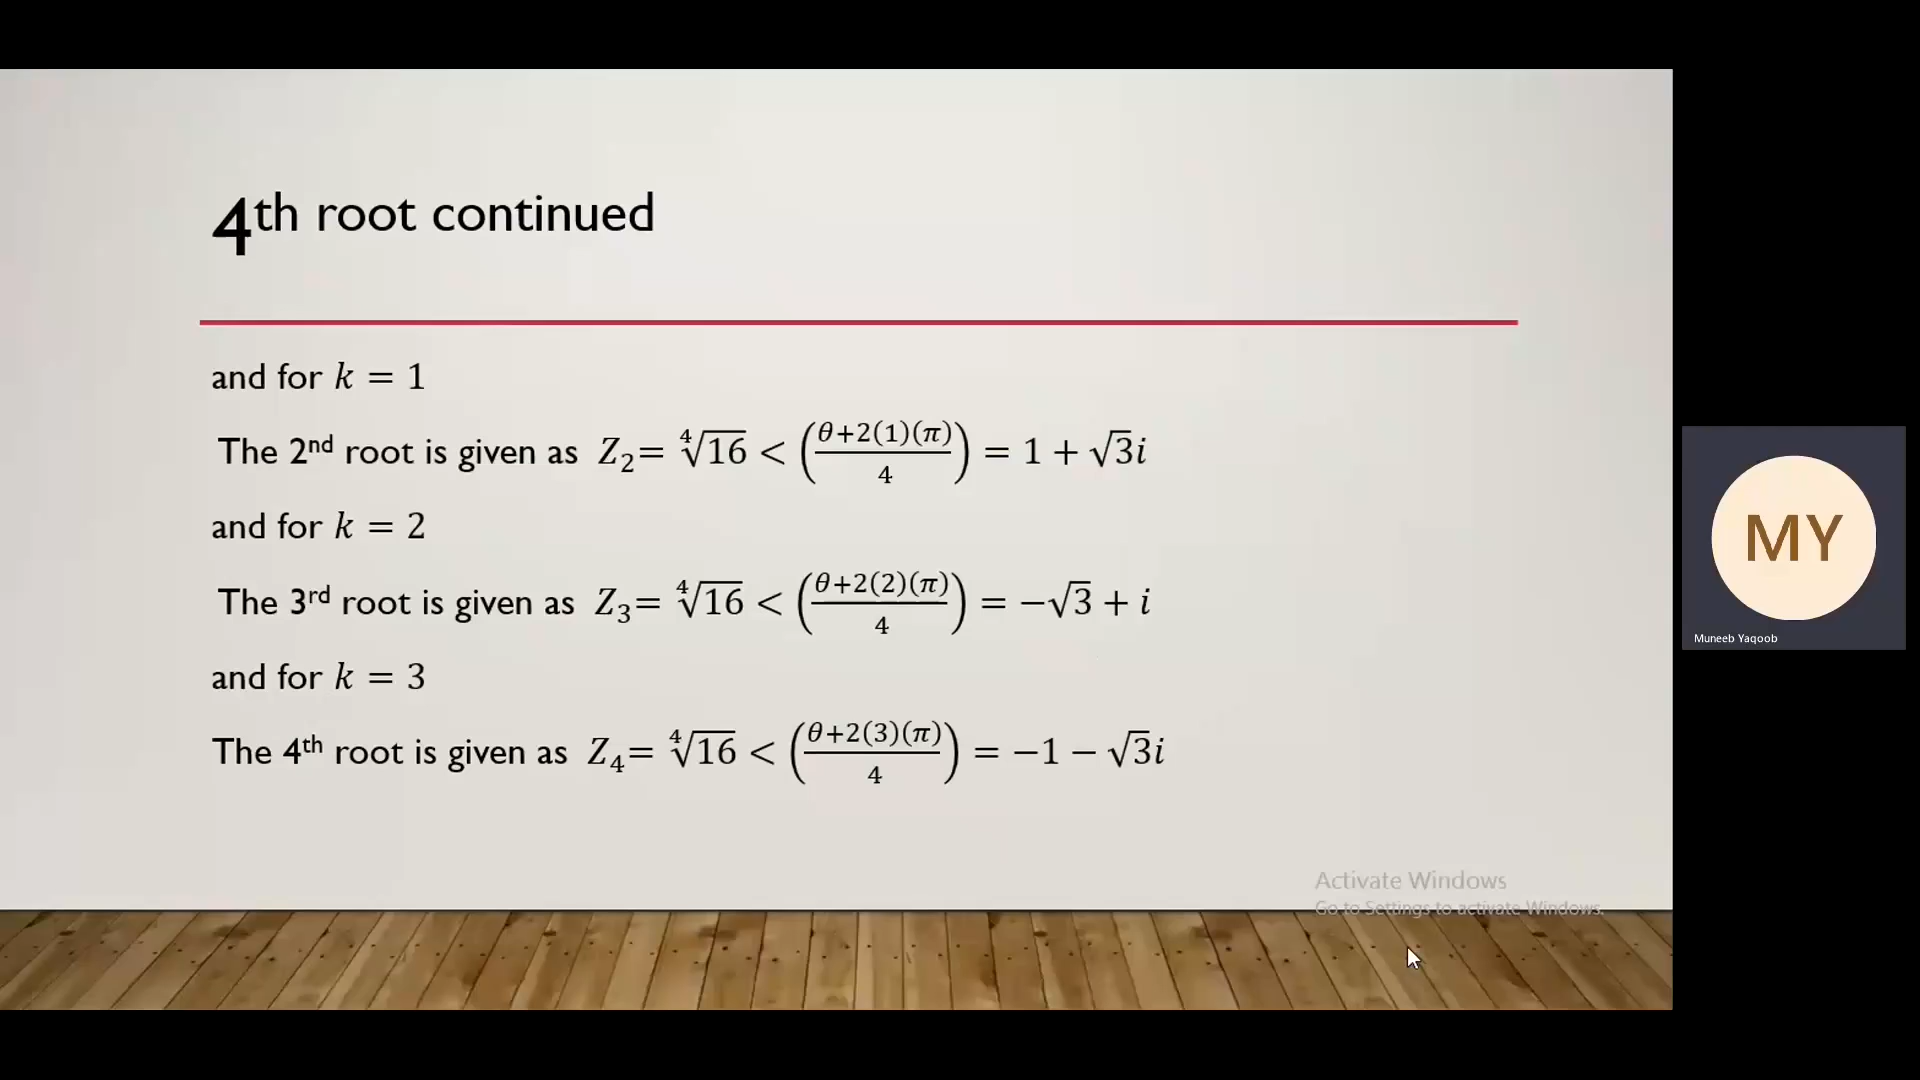 4th root continued
and for k = 1
The 2nd root is given as Z₂= ∜16 < ((θ+2(1)(π))/4) = 1 + √3i
and for k = 2
The 3rd root is given as Z₃= ∜16 < ((θ+2(2)(π))/4) = −√3 + i
and for k = 3
The 4th root is given as Z₄= ∜16 < ((θ+2(3)(π))/4) = −1 − √3i
MY
Muneeb Yaqoob
Activate Windows
Go to Settings to activate Windows.